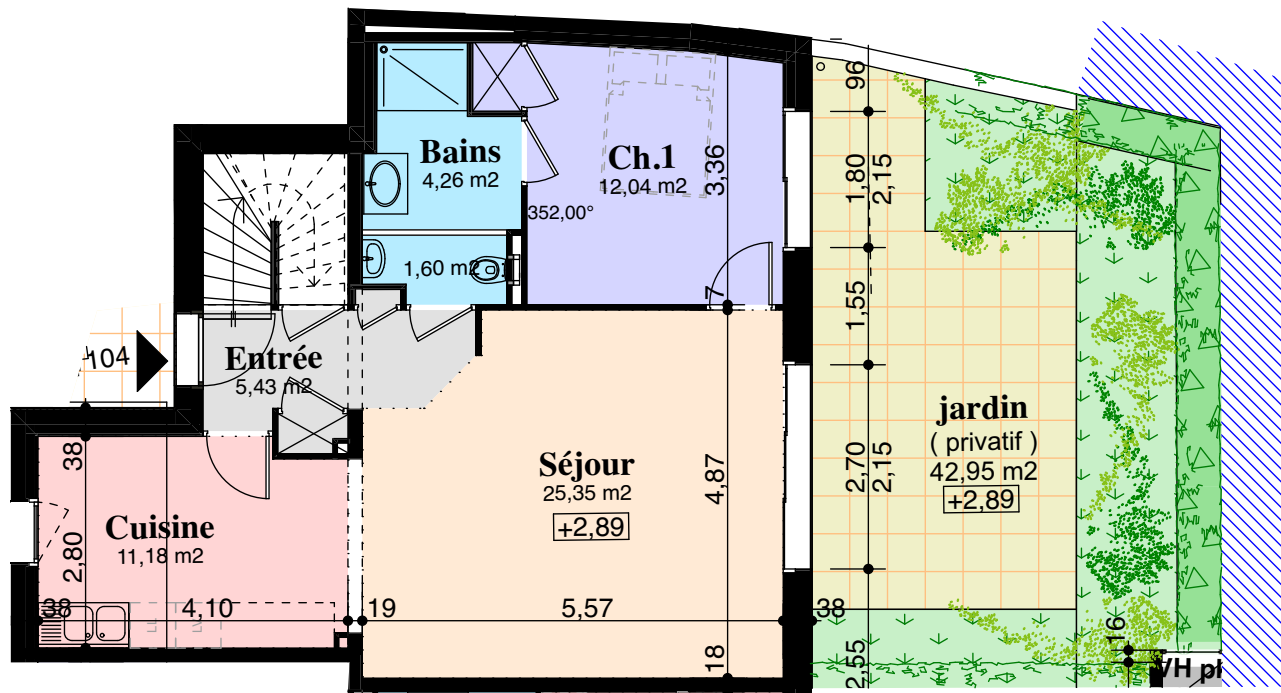 Bains
4,26 m2
Ch.1
12,04 m2
3,36
352,00°
1,60 m2
7
96
1,80
2,15
1,55
104
Entrée
5,43 m2
Séjour
25,35 m2
+2,89
4,87
2,70
2,15
jardin
( privatif )
42,95 m2
+2,89
38
Cuisine
11,18 m2
2,80
38
4,10
19
5,57
38
18
2,55
16